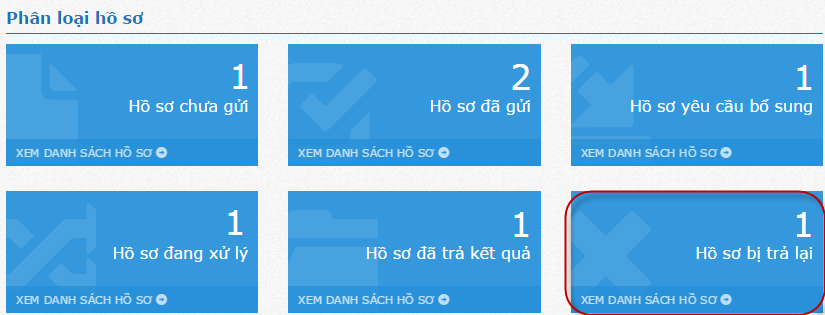 Phân loại hồ sơ
1
Hồ sơ chưa gửi
XEM DANH SÁCH HỒ SƠ
2
Hồ sơ đã gửi
XEM DANH SÁCH HỒ SƠ
1
Hồ sơ yêu cầu bổ sung
XEM DANH SÁCH HỒ SƠ
1
Hồ sơ đang xử lý
XEM DANH SÁCH HỒ SƠ
1
Hồ sơ đã trả kết quả
XEM DANH SÁCH HỒ SƠ
1
Hồ sơ bị trả lại
XEM DANH SÁCH HỒ SƠ